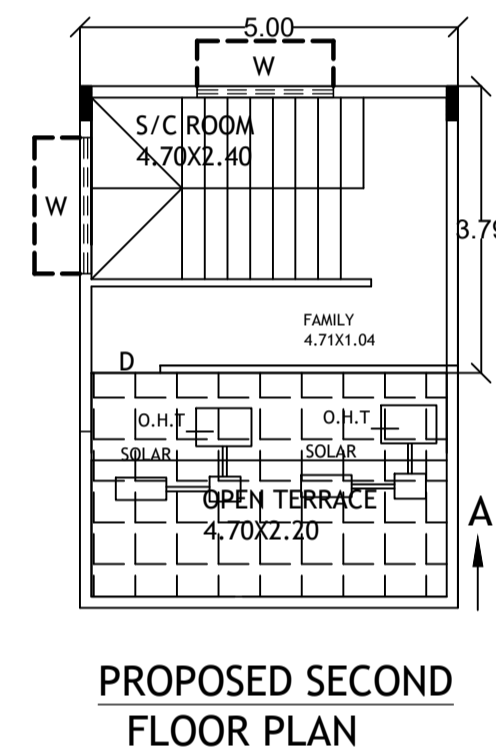 5.00
W
S/C ROOM
4.70X2.40
W
3.79
FAMILY
4.71X1.04
D
O.H.T
O.H.T
SOLAR
SOLAR
OPEN TERRACE
4.70X2.20
A
PROPOSED SECOND
FLOOR PLAN